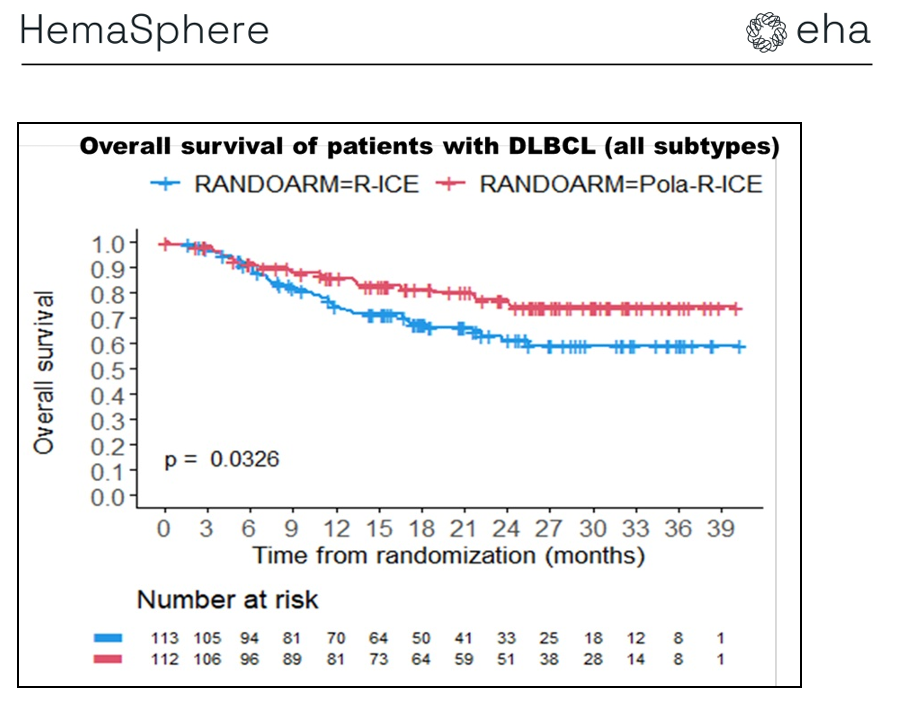 HemaSphere
eha
Overall survival of patients with DLBCL (all subtypes)
RANDOARM=R-ICE RANDOARM=Pola-R-ICE
Overall survival
1.0
0.9
0.8
0.7
0.6
0.5
0.4
0.3
0.2
0.1
0.0
p = 0.0326
0 3 6 9 12 15 18 21 24 27 30 33 36 39
Time from randomization (months)
Number at risk
113 105 94 81 70 64 50 41 33 25 18 12 8 1
112 106 96 89 81 73 64 59 51 38 28 14 8 1